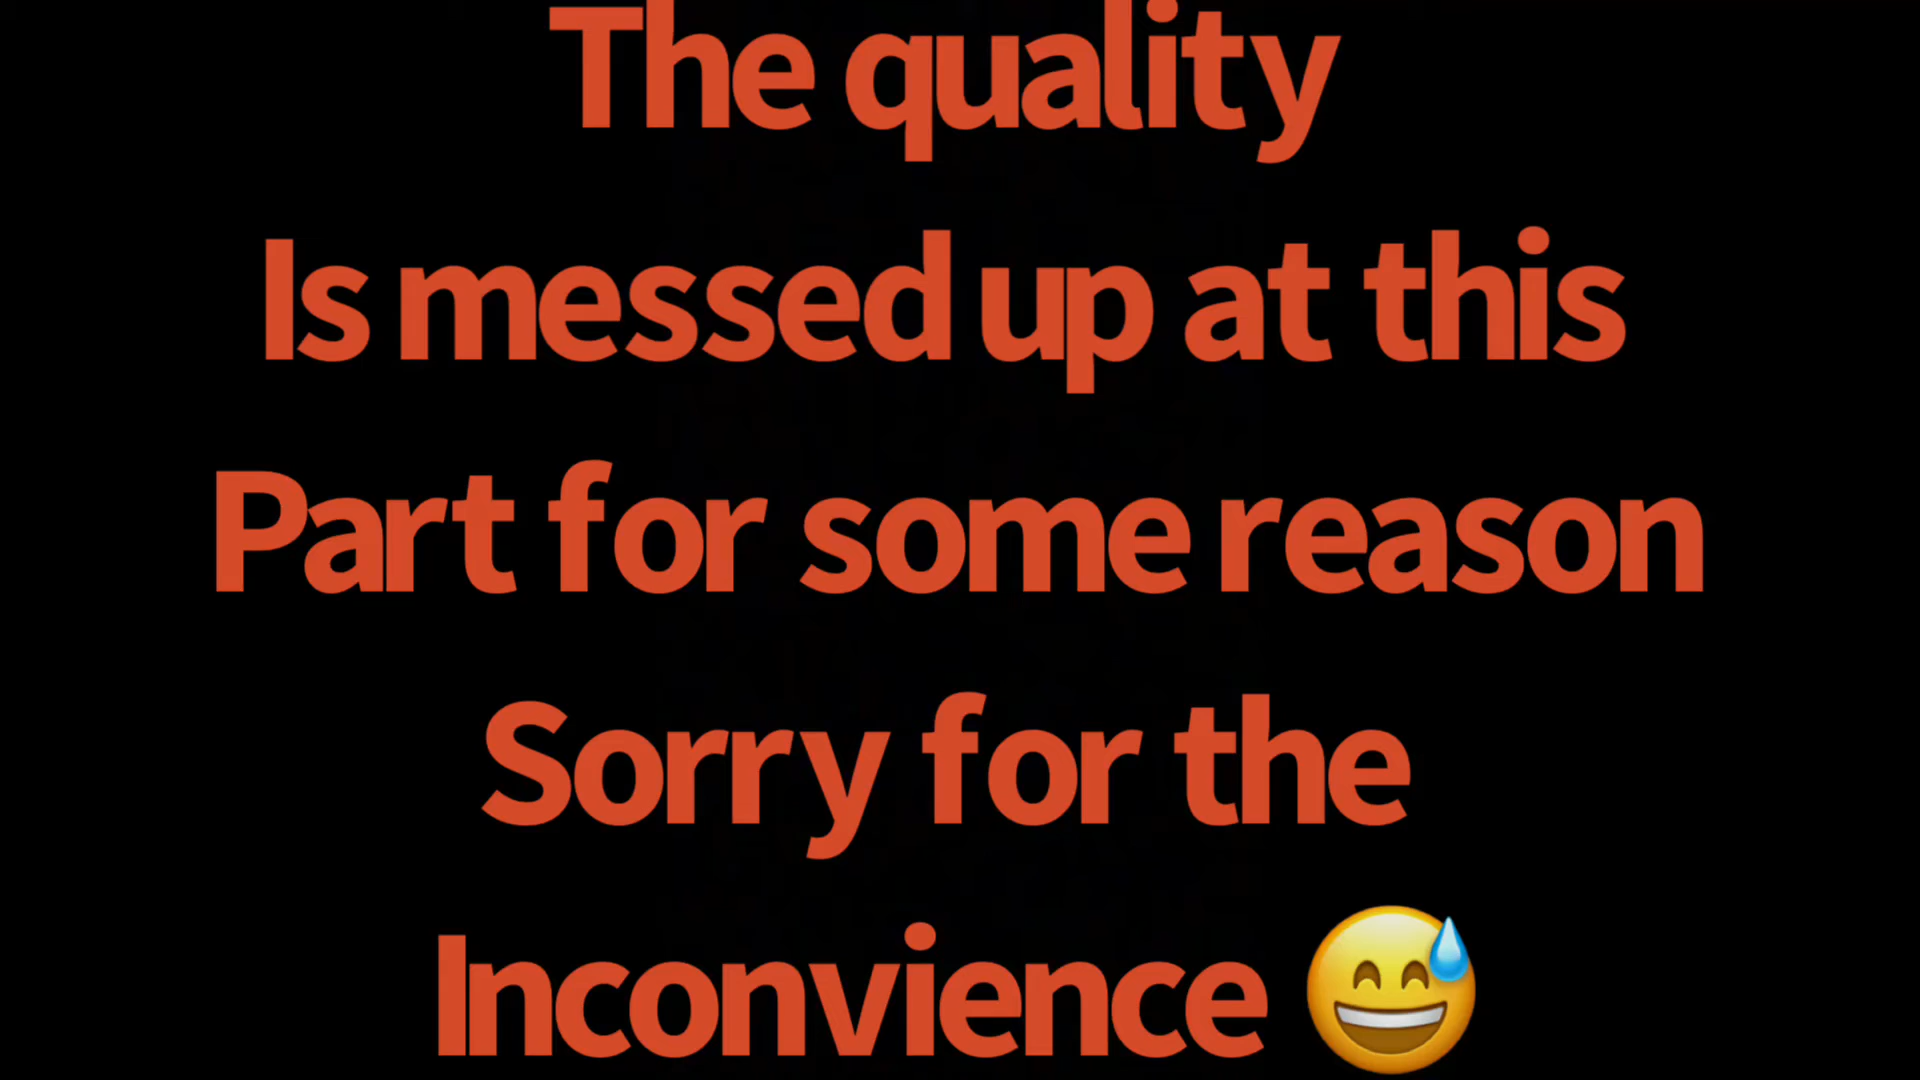 The quality
Is messed up at this
Part for some reason
Sorry for the
Inconvience 😅